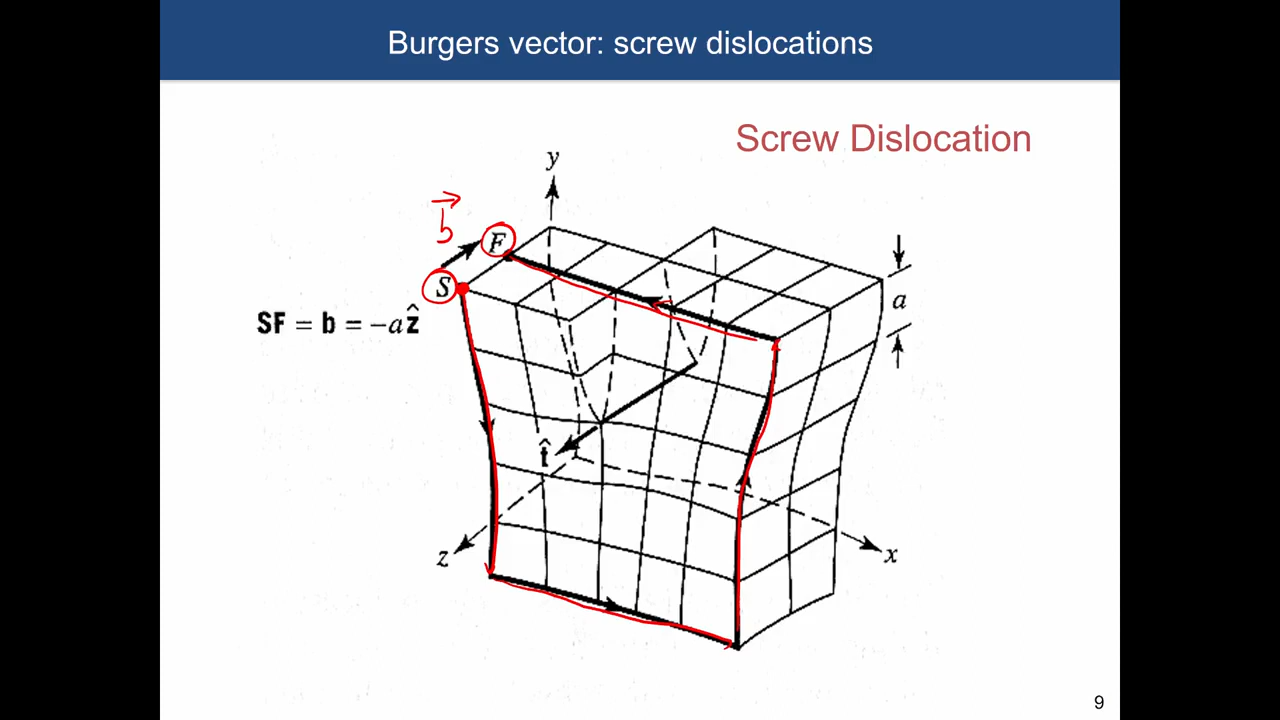 Burgers vector: screw dislocations
Screw Dislocation
y
b
F
S
SF = b = −aẑ
a
t̂
z
x
9